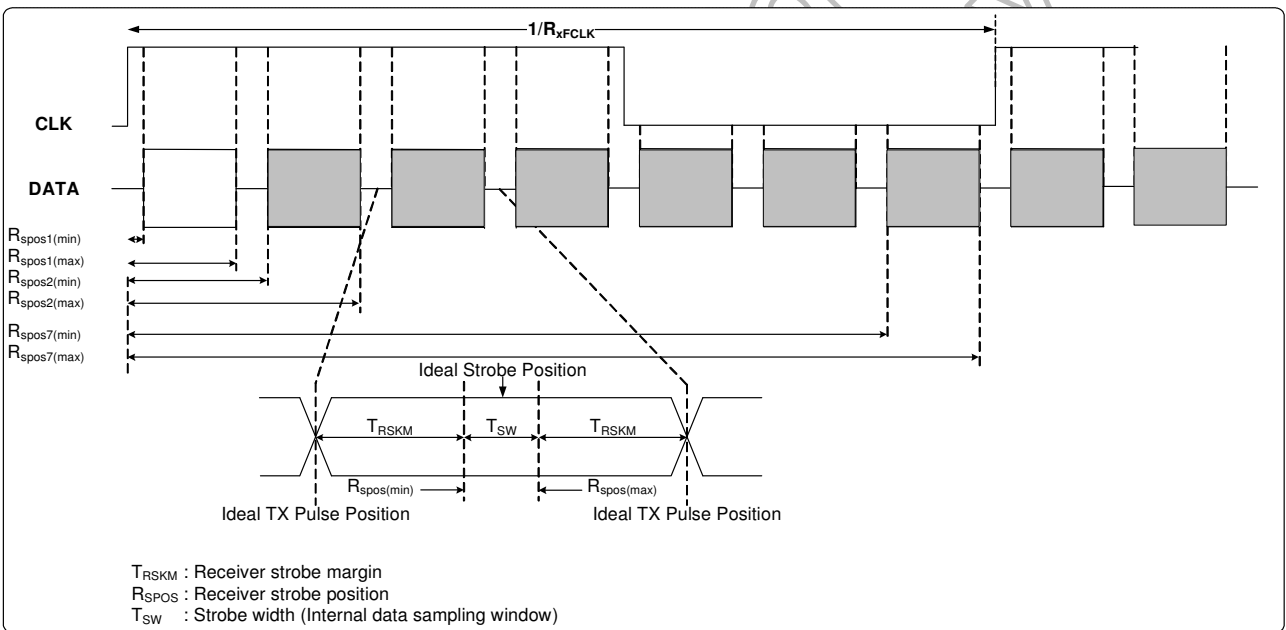 1/RxFCLK
CLK
DATA
Rspos1(min)
Rspos1(max)
Rspos2(min)
Rspos2(max)
Rspos7(min)
Rspos7(max)
Ideal Strobe Position
TRSKM TSW TRSKM
Rspos(min) Rspos(max)
Ideal TX Pulse Position Ideal TX Pulse Position
TRSKM : Receiver strobe margin
RSPOS : Receiver strobe position
TSW : Strobe width (Internal data sampling window)